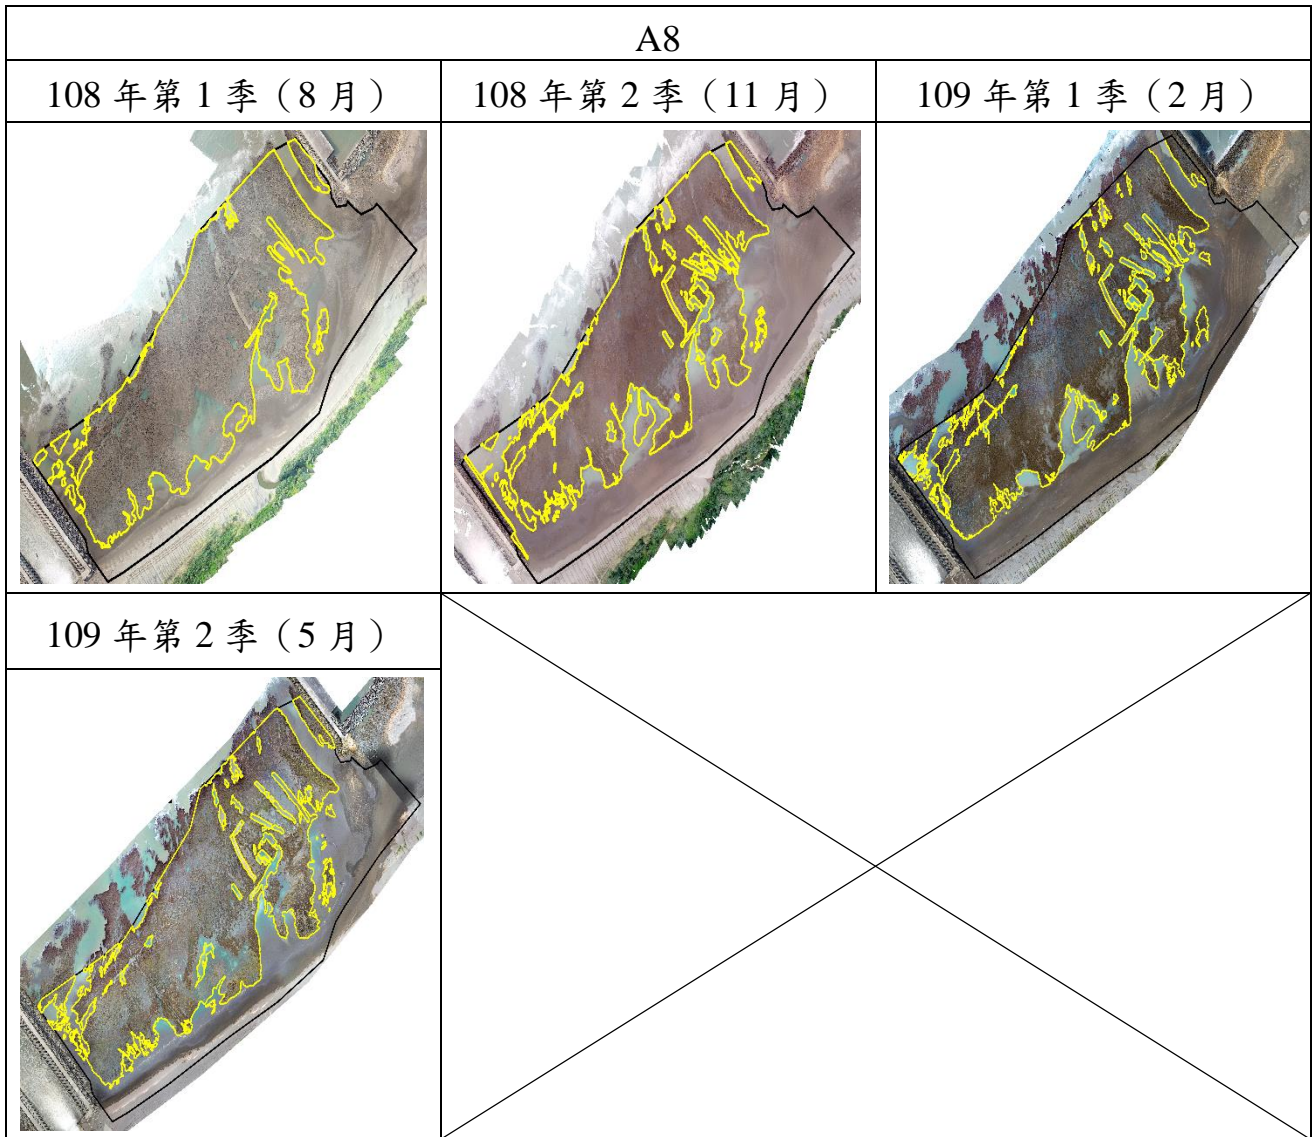 A8
108 年第 1 季（8 月）
108 年第 2 季（11 月）
109 年第 1 季（2 月）
109 年第 2 季（5 月）